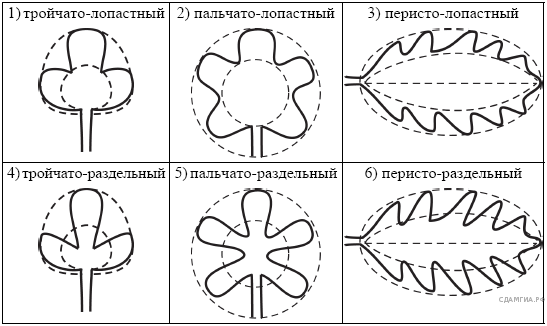 1) тройчато-лопастный
2) пальчато-лопастный
3) перисто-лопастный
4) тройчато-раздельный
5) пальчато-раздельный
6) перисто-раздельный
СДАМГИА.РФ